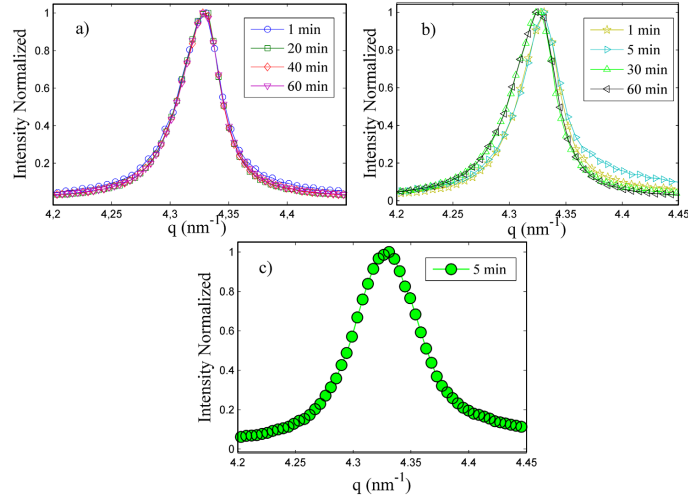 a)
1 min
20 min
40 min
60 min
Intensity Normalized
1
0.8
0.6
0.4
0.2
4,2
4,25
4.3
4,35
4,4
q (nm⁻¹)
b)
1 min
5 min
30 min
60 min
Intensity Normalized
1
0.8
0.6
0.4
0.2
0
4.2
4.25
4.3
4.35
4.4
4.45
q (nm⁻¹)
c)
5 min
Intensity Normalized
1
0.8
0.6
0.4
0.2
0
4.2
4.25
4.3
4.35
4.4
4.45
q (nm⁻¹)